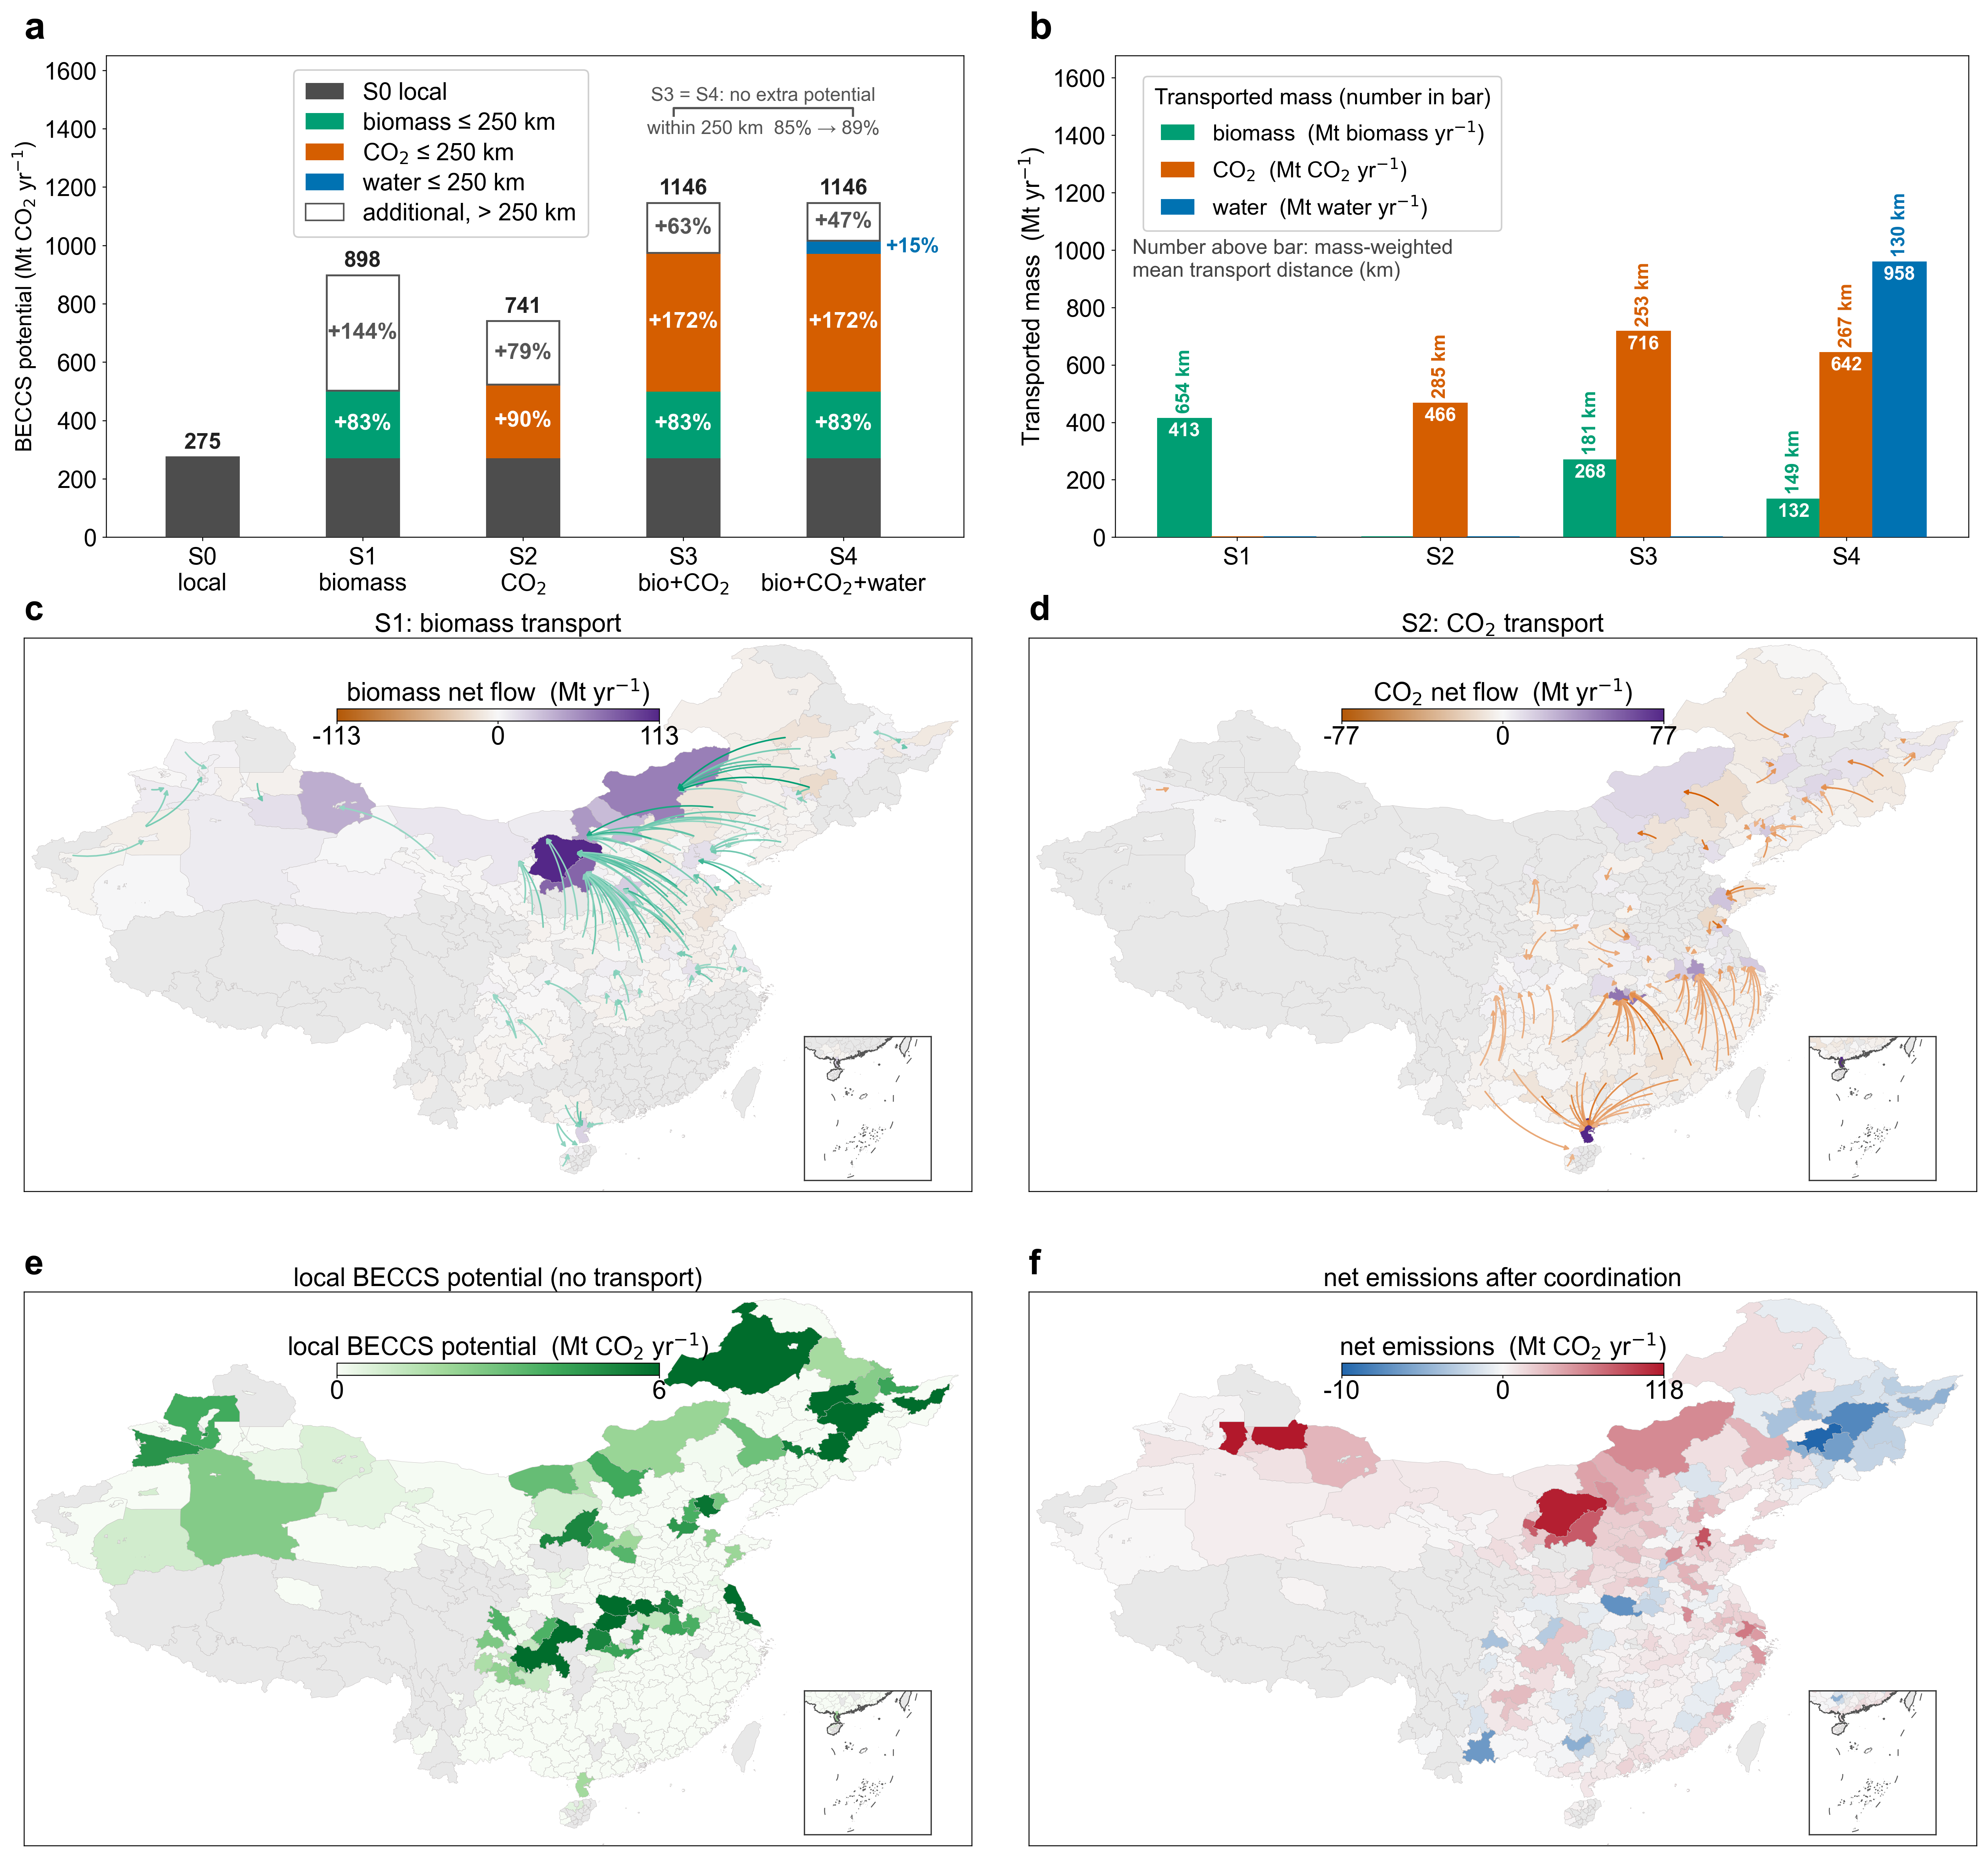 a
BECCS potential (Mt CO₂ yr⁻¹)
1600
1400
1200
1000
800
600
400
200
0
S0 local
biomass ≤ 250 km
CO₂ ≤ 250 km
water ≤ 250 km
additional, > 250 km
S3 = S4: no extra potential
within 250 km 85% → 89%
275
898
+144%
+83%
741
+79%
+90%
1146
+63%
+172%
+83%
1146
+47%
+15%
+172%
+83%
S0
local
S1
biomass
S2
CO₂
S3
bio+CO₂
S4
bio+CO₂+water
b
Transported mass (Mt yr⁻¹)
1600
1400
1200
1000
800
600
400
200
0
Transported mass (number in bar)
biomass (Mt biomass yr⁻¹)
CO₂ (Mt CO₂ yr⁻¹)
water (Mt water yr⁻¹)
Number above bar: mass-weighted
mean transport distance (km)
654 km
413
285 km
466
181 km
268
253 km
716
149 km
132
267 km
642
130 km
958
S1
S2
S3
S4
c
S1: biomass transport
biomass net flow (Mt yr⁻¹)
-113
0
113
d
S2: CO₂ transport
CO₂ net flow (Mt yr⁻¹)
-77
0
77
e
local BECCS potential (no transport)
local BECCS potential (Mt CO₂ yr⁻¹)
0
6
f
net emissions after coordination
net emissions (Mt CO₂ yr⁻¹)
-10
0
118